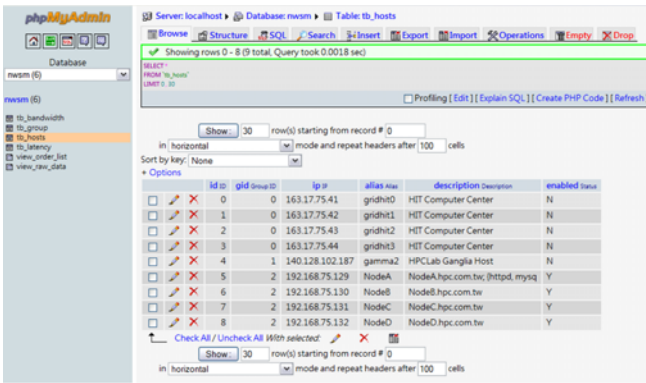 phpMyAdmin
Database
nwsm (6)
nwsm (6)
tb_bandwidth
tb_group
tb_hosts
tb_latency
view_order_list
view_raw_data
Server: localhost ▸ Database: nwsm ▸ Table: tb_hosts
Browse Structure SQL Search Insert Export Import Operations Empty Drop
Showing rows 0 - 8 (9 total, Query took 0.0018 sec)
SELECT *
FROM `tb_hosts`
LIMIT 0, 30
Profiling [ Edit ] [ Explain SQL ] [ Create PHP Code ] [ Refresh
Show: 30 row(s) starting from record # 0
in horizontal mode and repeat headers after 100 cells
Sort by key: None
+ Options
id ID gid Group ID ip IP alias Alias description Description enabled Status
0 0 163.17.75.41 gridhit0 HIT Computer Center N
1 0 163.17.75.42 gridhit1 HIT Computer Center N
2 0 163.17.75.43 gridhit2 HIT Computer Center N
3 0 163.17.75.44 gridhit3 HIT Computer Center N
4 1 140.128.102.187 gamma2 HPCLab Ganglia Host N
5 2 192.168.75.129 NodeA NodeA.hpc.com.tw; (httpd, mysq Y
6 2 192.168.75.130 NodeB NodeB.hpc.com.tw Y
7 2 192.168.75.131 NodeC NodeC.hpc.com.tw Y
8 2 192.168.75.132 NodeD NodeD.hpc.com.tw Y
Check All / Uncheck All With selected:
Show: 30 row(s) starting from record # 0
in horizontal mode and repeat headers after 100 cells